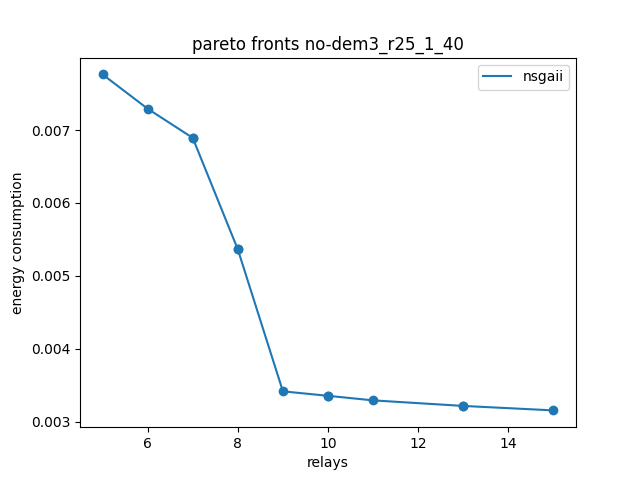 pareto fronts no-dem3_r25_1_40
nsgaii
0.007
0.006
0.005
0.004
0.003
energy consumption
6 8 10 12 14
relays